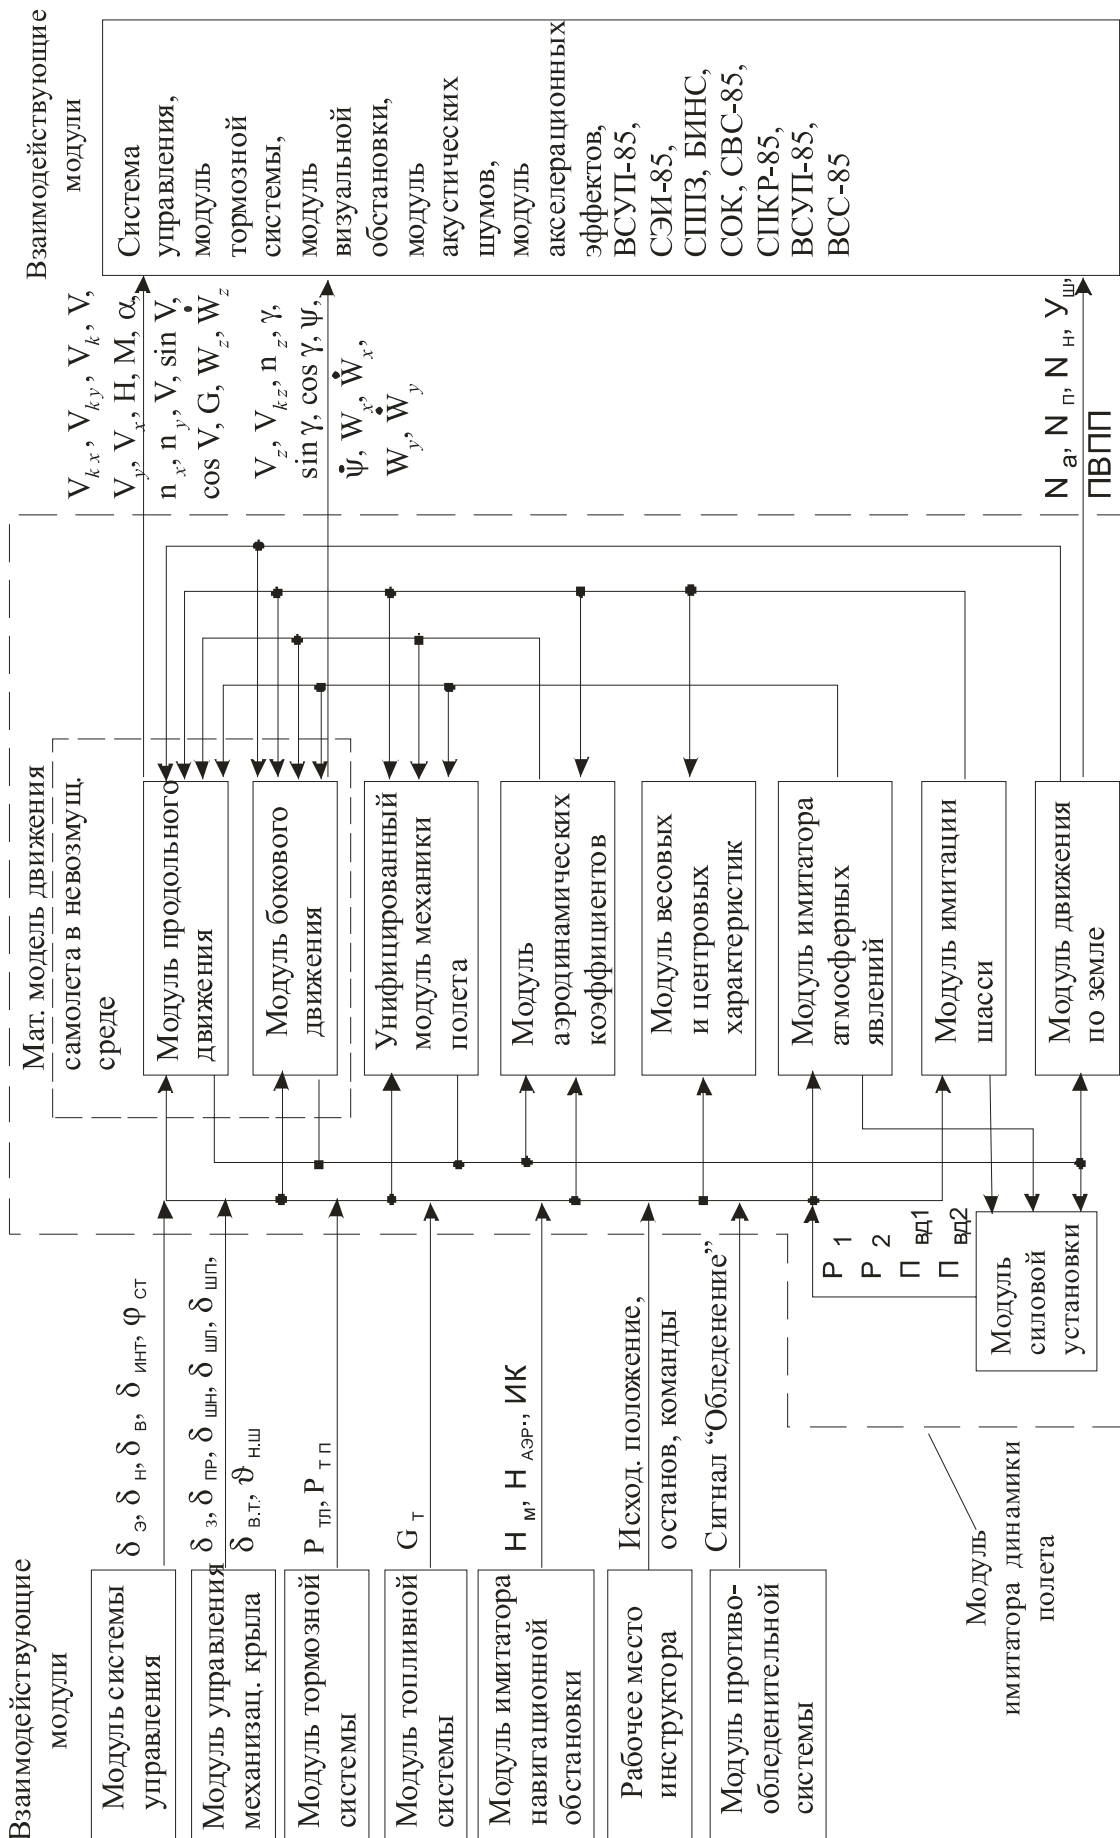 Взаимодействующие
модули
Модуль системы
управления
Модуль управления
механизац. крыла
Модуль тормозной
системы
Модуль топливной
системы
Модуль имитатора
навигационной
обстановки
Рабочее место
инструктора
Модуль противо-
обледенительной
системы
δ э, δ н, δ в, δ инт, φ ст
δ з, δ пр, δ шн, δ шл, δ шп,
δ в.т., ϑ н.ш
P тл, P т п
G т
Н м, Н аэр., ИК
Исход. положение,
останов, команды
Сигнал “Обледенение”
Модуль
имитатора динамики
полета
Мат. модель движения
самолета в невозмущ.
среде
Модуль продольного
движения
Модуль бокового
движения
Унифицированный
модуль механики
полета
Модуль
аэродинамических
коэффициентов
Модуль весовых
и центровых
характеристик
Модуль имитатора
атмосферных
явлений
Модуль имитации
шасси
Модуль движения
по земле
Р 1
Р 2
П вд1
П вд2
Модуль
силовой
установки
V k x, V k y, V k, V,
V y, V x, H, M, α,
n x, n y, V, sin V,
cos V, G, W z, Ẇ z
V z, V k z, n z, γ,
sin γ, cos γ, ψ,
ψ̇, W x, Ẇ x,
W y, Ẇ y
N а, N п, N н, У ш,
ПВПП
Взаимодействующие
модули
Система
управления,
модуль
тормозной
системы,
модуль
визуальной
обстановки,
модуль
акустических
шумов,
модуль
акселерационных
эффектов,
ВСУП-85,
СЭИ-85,
СППЗ, БИНС,
СОК, СВС-85,
СПКР-85,
ВСУП-85,
ВСС-85